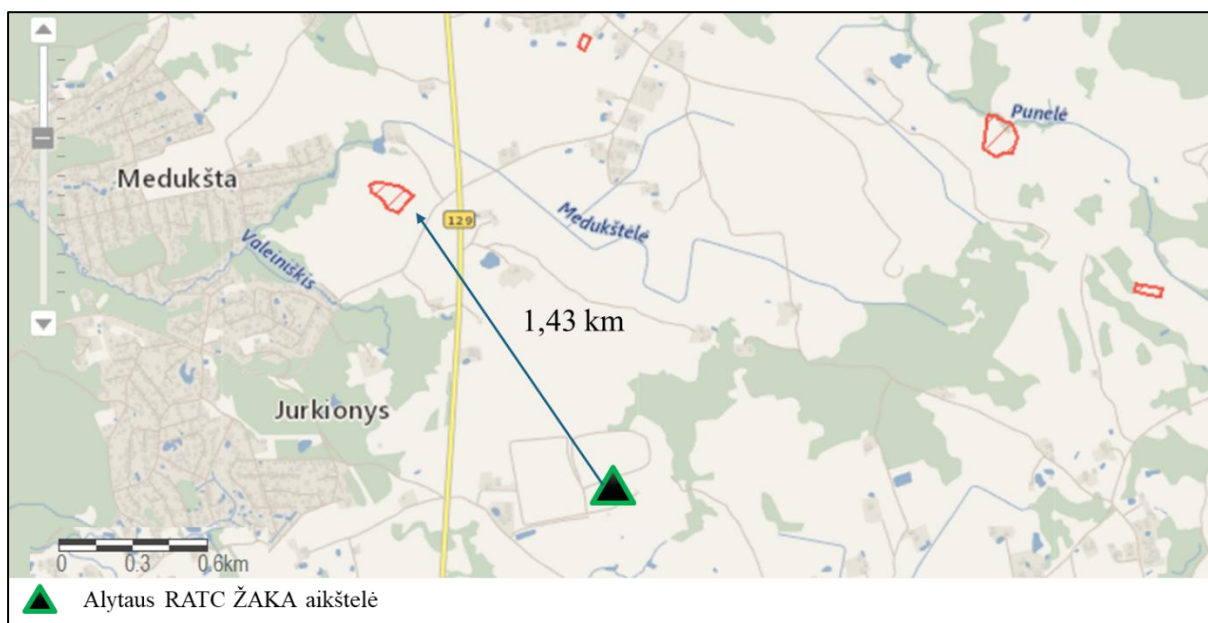 Punelė
Medukšta
129
Medukštėlė
Valeiniškis
1,43 km
Jurkionys
0 0.3 0.6km
Alytaus RATC ŽAKA aikštelė